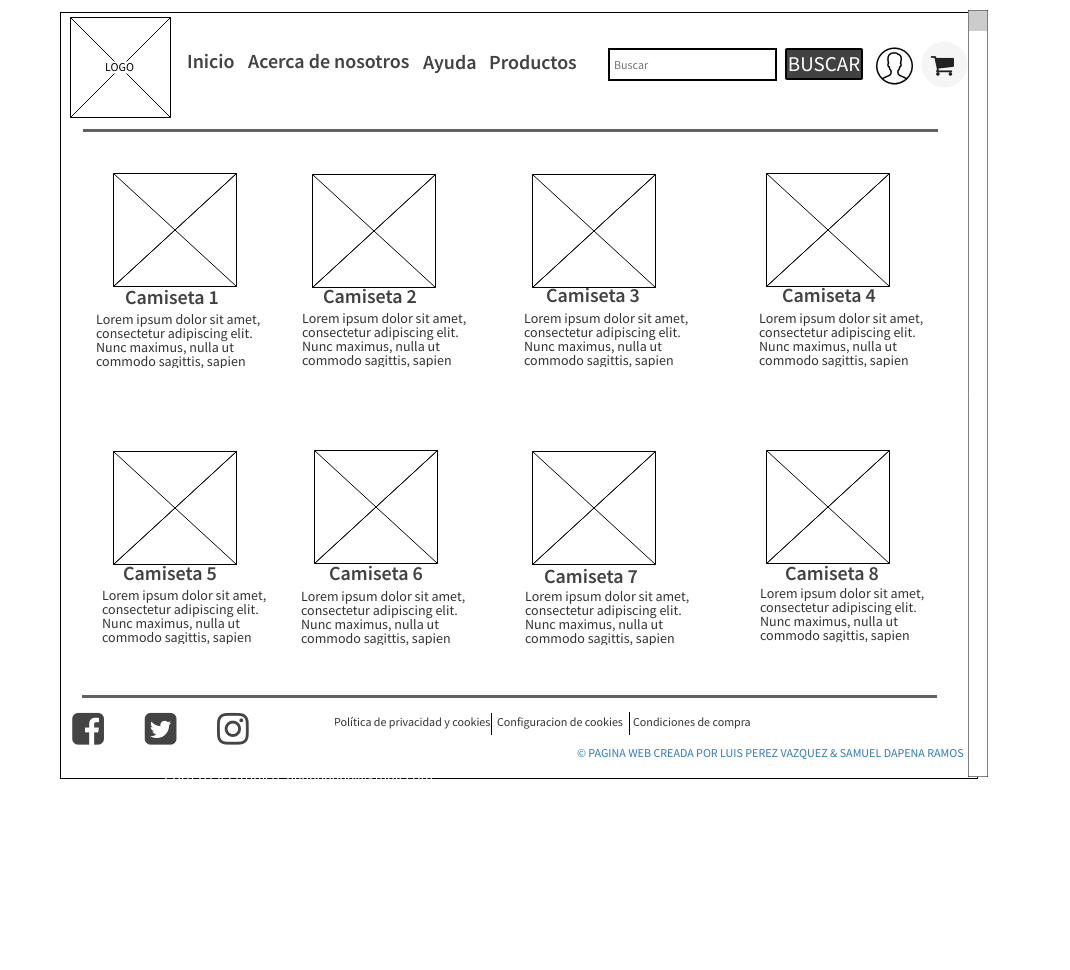 LOGO
Inicio
Acerca de nosotros
Ayuda
Productos
Buscar
BUSCAR
Camiseta 1
Lorem ipsum dolor sit amet,
consectetur adipiscing elit.
Nunc maximus, nulla ut
commodo sagittis, sapien
Camiseta 2
Lorem ipsum dolor sit amet,
consectetur adipiscing elit.
Nunc maximus, nulla ut
commodo sagittis, sapien
Camiseta 3
Lorem ipsum dolor sit amet,
consectetur adipiscing elit.
Nunc maximus, nulla ut
commodo sagittis, sapien
Camiseta 4
Lorem ipsum dolor sit amet,
consectetur adipiscing elit.
Nunc maximus, nulla ut
commodo sagittis, sapien
Camiseta 5
Lorem ipsum dolor sit amet,
consectetur adipiscing elit.
Nunc maximus, nulla ut
commodo sagittis, sapien
Camiseta 6
Lorem ipsum dolor sit amet,
consectetur adipiscing elit.
Nunc maximus, nulla ut
commodo sagittis, sapien
Camiseta 7
Lorem ipsum dolor sit amet,
consectetur adipiscing elit.
Nunc maximus, nulla ut
commodo sagittis, sapien
Camiseta 8
Lorem ipsum dolor sit amet,
consectetur adipiscing elit.
Nunc maximus, nulla ut
commodo sagittis, sapien
Política de privacidad y cookies
Configuracion de cookies
Condiciones de compra
© PAGINA WEB CREADA POR LUIS PEREZ VAZQUEZ & SAMUEL DAPENA RAMOS